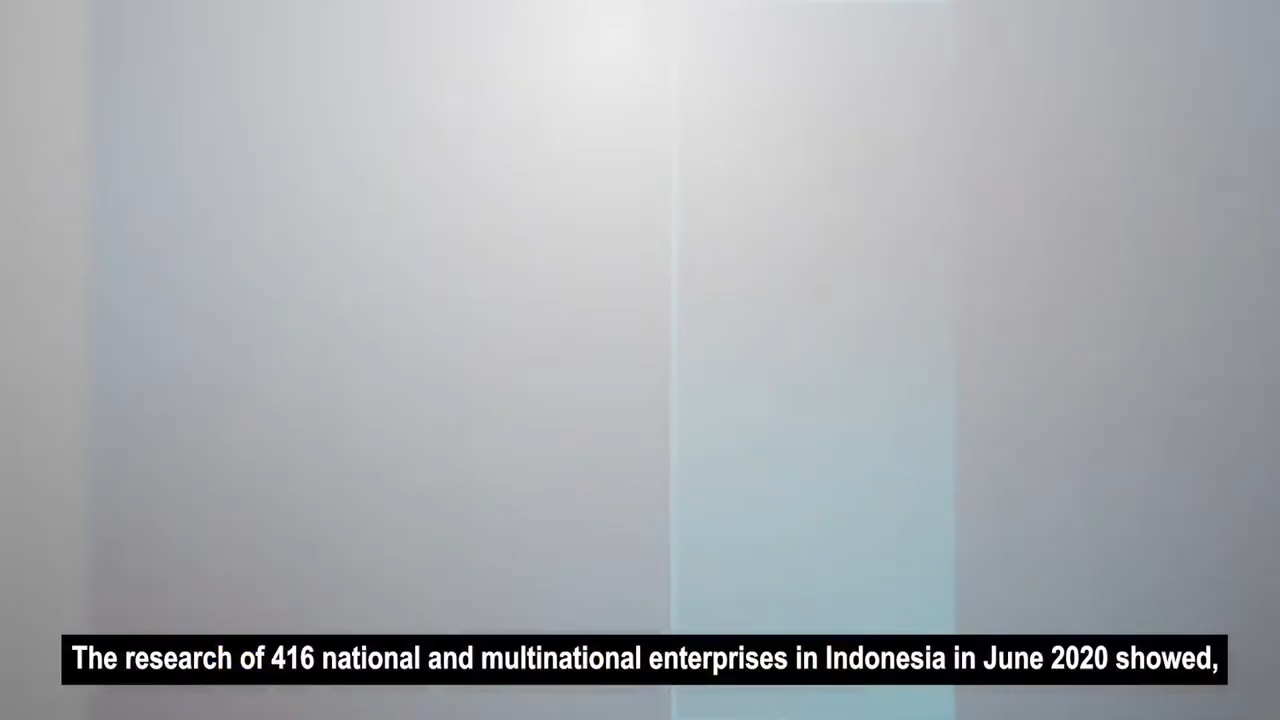 The research of 416 national and multinational enterprises in Indonesia in June 2020 showed,